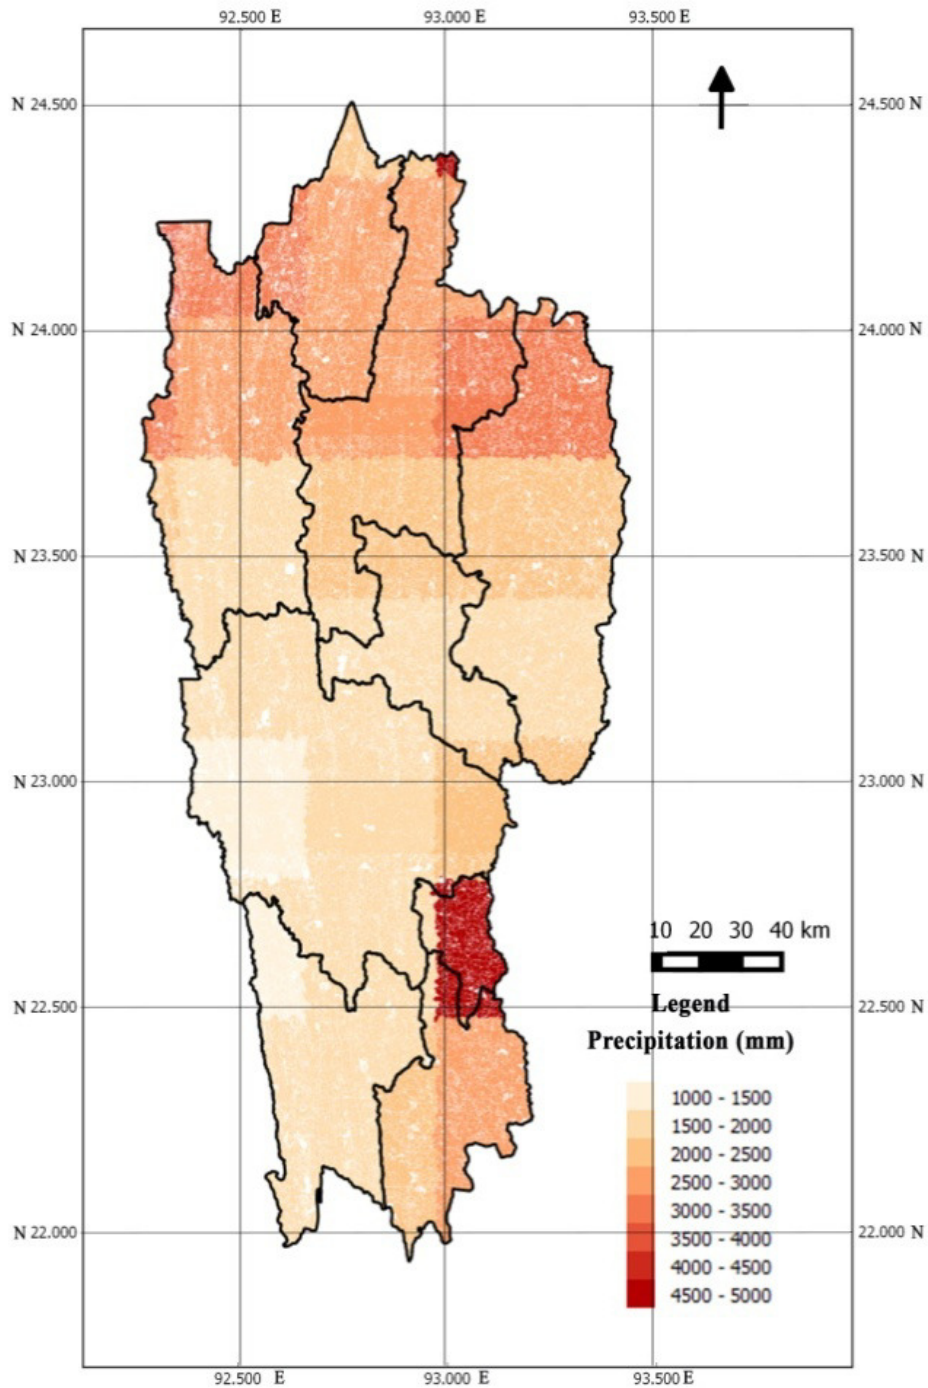 92.500 E 93.000 E 93.500 E
N 24.500 24.500 N
N 24.000 24.000 N
N 23.500 23.500 N
N 23.000 23.000 N
10 20 30 40 km
N 22.500 22.500 N
Legend
Precipitation (mm)
1000 - 1500
1500 - 2000
2000 - 2500
2500 - 3000
3000 - 3500
N 22.000 22.000 N
3500 - 4000
4000 - 4500
4500 - 5000
92.500 E 93.000 E 93.500 E